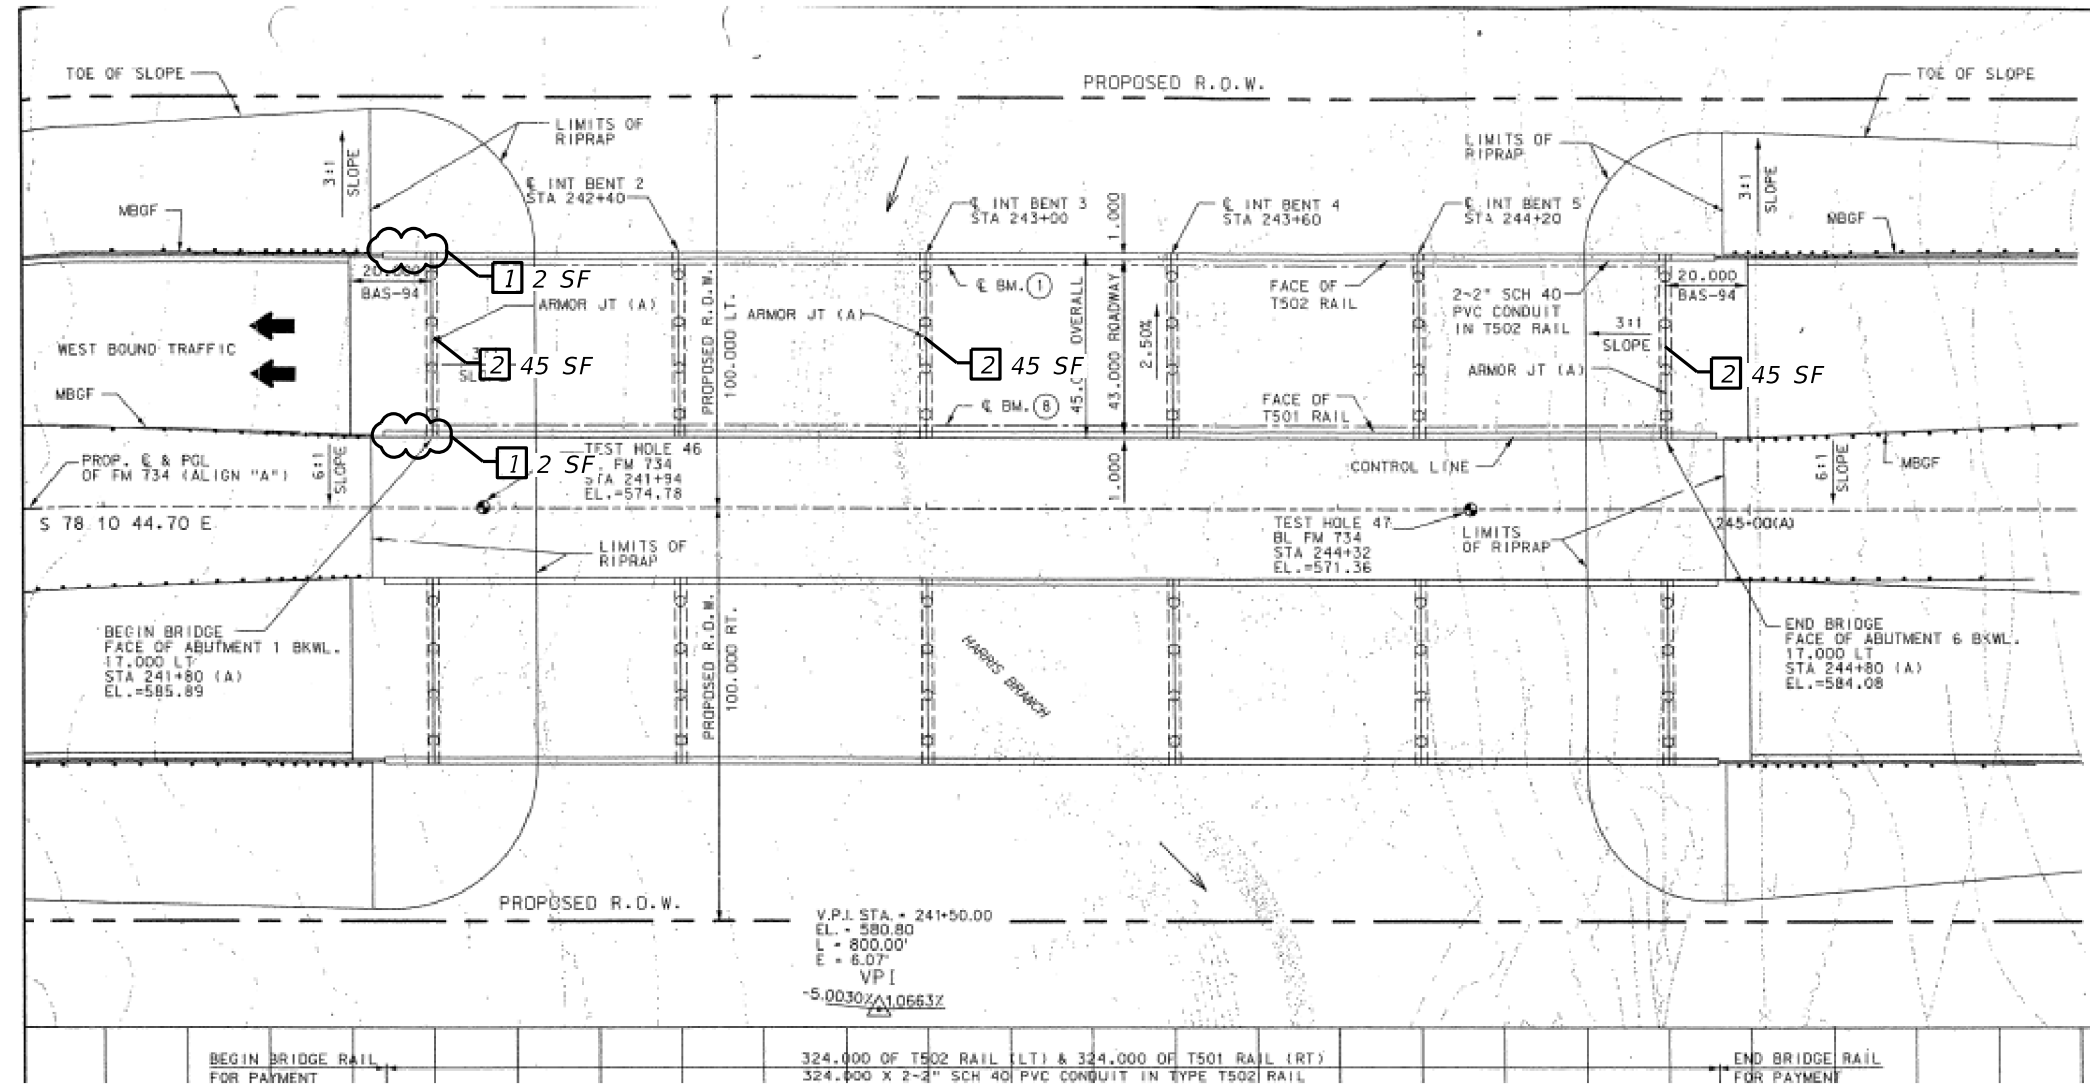 TOE OF SLOPE
PROPOSED R.O.W.
TOE OF SLOPE
LIMITS OF
RIPRAP
LIMITS OF
RIPRAP
3:1
SLOPE
3:1
SLOPE
℄ INT BENT 2
STA 242+40
℄ INT BENT 3
STA 243+00
1.000
℄ INT BENT 4
STA 243+60
℄ INT BENT 5
STA 244+20
MBGF
MBGF
20.000
BAS-94
1 2 SF
ARMOR JT (A)
PROPOSED R.O.W.
100.000 LT.
ARMOR JT (A)
℄ BM. 1
OVERALL
43.000 ROADWAY
2.50%
FACE OF
T502 RAIL
2~2" SCH 40
PVC CONDUIT
IN T502 RAIL
20.000
BAS-94
3:1
SLOPE
WEST BOUND TRAFFIC
2 45 SF
2 45 SF
ARMOR JT (A)
2 45 SF
MBGF
℄ BM. 8
FACE OF
T501 RAIL
1 2 SF
TEST HOLE 46
FM 734
STA 241+94
EL.=574.78
PROP. ℄ & PGL
OF FM 734 (ALIGN "A")
6:1
SLOPE
1.000
CONTROL LINE
6:1
SLOPE
MBGF
S 78 10 44.70 E
TEST HOLE 47
BL FM 734
STA 244+32
EL.=571.36
LIMITS
OF RIPRAP
245+00(A)
LIMITS OF
RIPRAP
BEGIN BRIDGE
FACE OF ABUTMENT 1 BKWL.
17.000 LT
STA 241+80 (A)
EL.=585.89
PROPOSED R.O.W.
100.000 RT.
HARRIS BRANCH
END BRIDGE
FACE OF ABUTMENT 6 BKWL.
17.000 LT
STA 244+80 (A)
EL.=584.08
PROPOSED R.O.W.
V.P.I. STA. = 241+50.00
EL. = 580.80
L = 800.00'
E = 6.07'
VPI
-5.0030% 1.0663%
BEGIN BRIDGE RAIL
FOR PAYMENT
324.000 OF T502 RAIL (LT) & 324.000 OF T501 RAIL (RT)
324.000 X 2~2" SCH 40 PVC CONDUIT IN TYPE T502 RAIL
END BRIDGE RAIL
FOR PAYMENT